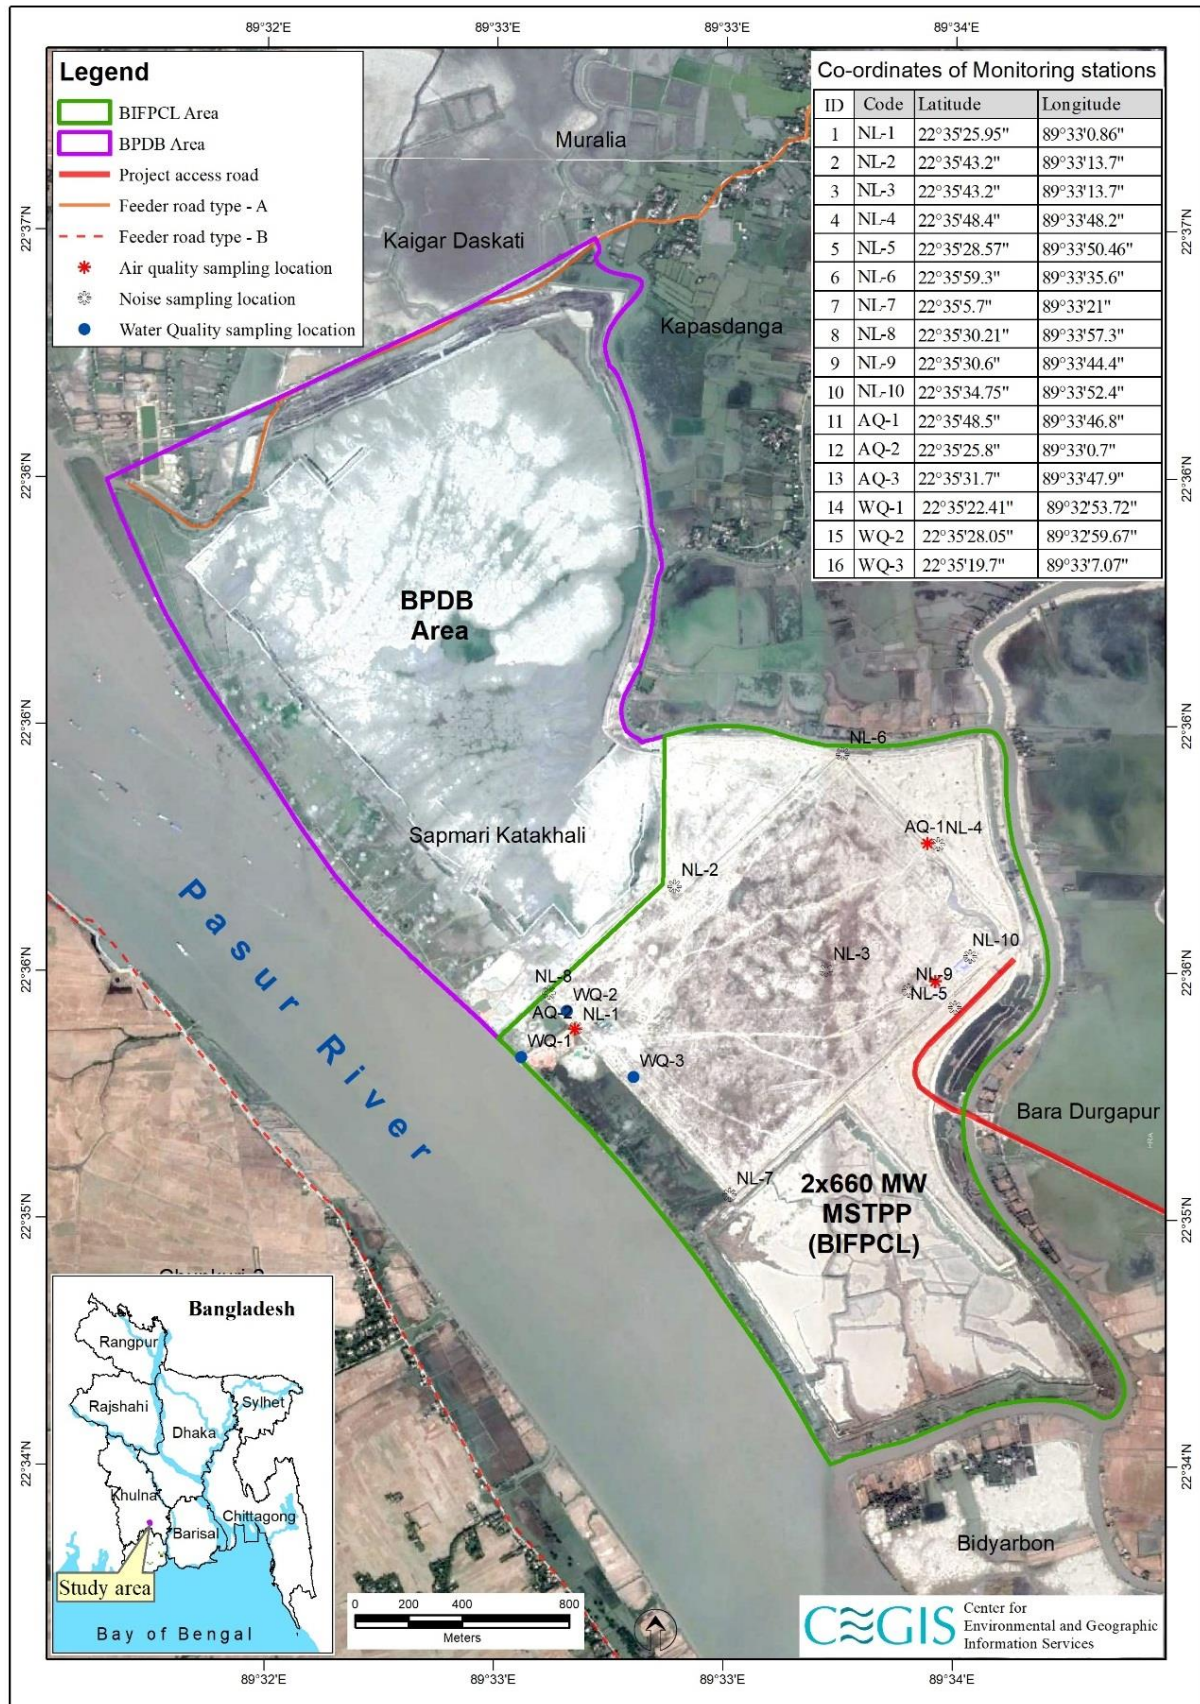 89°32'E
89°33'E
89°33'E
89°34'E
Legend
BIFPCL Area
BPDB Area
Project access road
Feeder road type - A
Feeder road type - B
Air quality sampling location
Noise sampling location
Water Quality sampling location
Co-ordinates of Monitoring stations
ID Code Latitude Longitude
1 NL-1 22°35'25.95" 89°33'0.86"
2 NL-2 22°35'43.2" 89°33'13.7"
3 NL-3 22°35'43.2" 89°33'13.7"
4 NL-4 22°35'48.4" 89°33'48.2"
5 NL-5 22°35'28.57" 89°33'50.46"
6 NL-6 22°35'59.3" 89°33'35.6"
7 NL-7 22°35'5.7" 89°33'21"
8 NL-8 22°35'30.21" 89°33'57.3"
9 NL-9 22°35'30.6" 89°33'44.4"
10 NL-10 22°35'34.75" 89°33'52.4"
11 AQ-1 22°35'48.5" 89°33'46.8"
12 AQ-2 22°35'25.8" 89°33'0.7"
13 AQ-3 22°35'31.7" 89°33'47.9"
14 WQ-1 22°35'22.41" 89°32'53.72"
15 WQ-2 22°35'28.05" 89°32'59.67"
16 WQ-3 22°35'19.7" 89°33'7.07"
Muralia
Kaigar Daskati
22°37'N
22°37'N
Kapasdanga
22°36'N
22°36'N
BPDB
Area
22°36'N
22°36'N
NL-6
Sapmari Katakhali
AQ-1 NL-4
NL-2
Pasur River
NL-10
NL-3
22°36'N
22°36'N
NL-8
NL-9
WQ-2
NL-5
AQ-2 NL-1
WQ-1
WQ-3
Bara Durgapur
NL-7
2x660 MW
MSTPP
(BIFPCL)
22°35'N
22°35'N
Bangladesh
Rangpur
Rajshahi
Sylhet
Dhaka
Khulna
Chittagong
Barisal
Study area
Bay of Bengal
22°34'N
22°34'N
Bidyarbon
0 200 400 800
Meters
CEGIS
Center for
Environmental and Geographic
Information Services
89°32'E
89°33'E
89°33'E
89°34'E